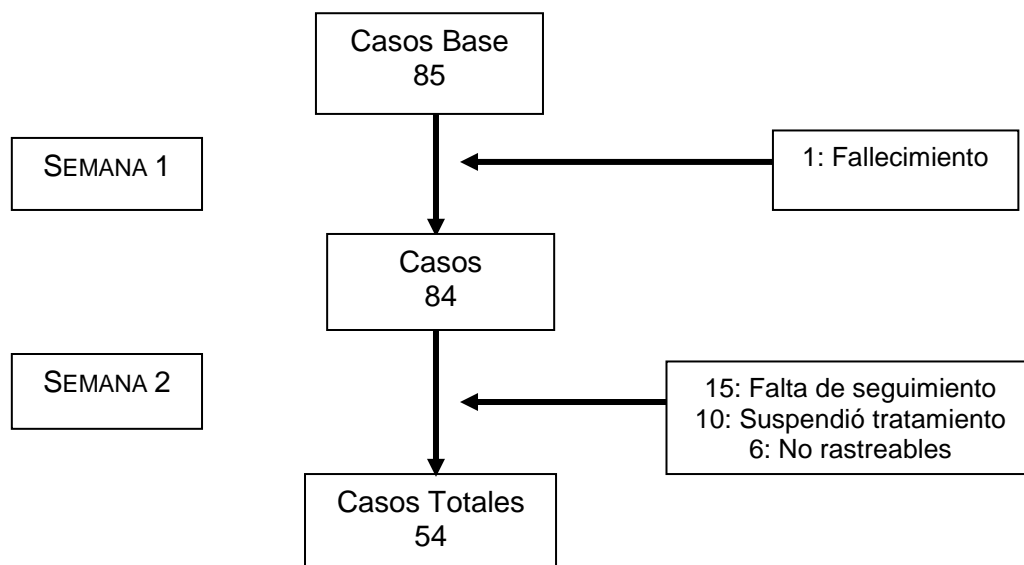 Casos Base
85
SEMANA 1
1: Fallecimiento
Casos
84
SEMANA 2
15: Falta de seguimiento
10: Suspendió tratamiento
6: No rastreables
Casos Totales
54